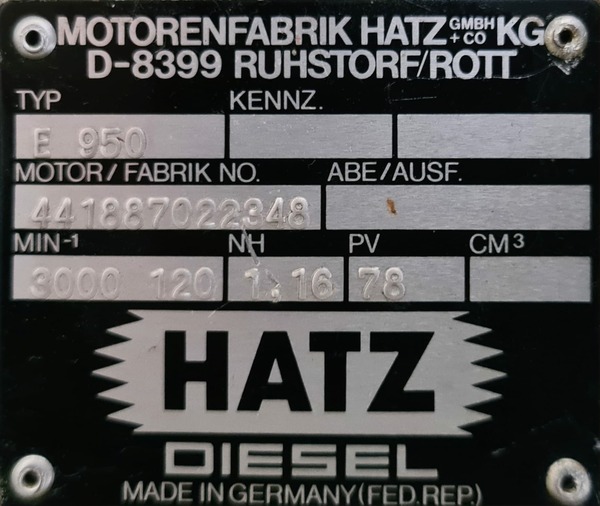 MOTORENFABRIK HATZ GMBH + CO KG
D-8399 RUHSTORF/ROTT
TYP KENNZ.
E 950
MOTOR/FABRIK NO. ABE/AUSF.
441887022348
MIN-1 NH PV CM3
3000 120 1,16 78
HATZ
DIESEL
MADE IN GERMANY (FED.REP.)